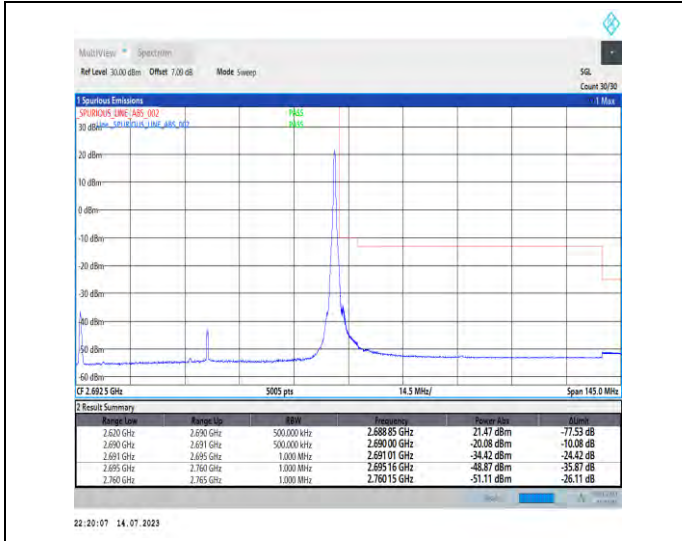 MultiView Spectrum
Ref Level 30.00 dBm Offset 7.09 dB Mode Sweep SGL
Count 30/30
1 Spurious Emissions 1 Max
_SPURIOUS_LINE_ABS_002 PASS
30 dBm Line _SPURIOUS_LINE_ABS_002 PASS
20 dBm
10 dBm
0 dBm
-10 dBm
-20 dBm
-30 dBm
-40 dBm
-50 dBm
-60 dBm
CF 2.6925 GHz 5005 pts 14.5 MHz/ Span 145.0 MHz
2 Result Summary
Range Low Range Up RBW Frequency Power Abs ΔLimit
2.620 GHz 2.690 GHz 500.000 kHz 2.688 85 GHz 21.47 dBm -77.53 dB
2.690 GHz 2.691 GHz 500.000 kHz 2.690 00 GHz -20.08 dBm -10.08 dB
2.691 GHz 2.695 GHz 1.000 MHz 2.691 01 GHz -34.42 dBm -24.42 dB
2.695 GHz 2.760 GHz 1.000 MHz 2.695 16 GHz -48.87 dBm -35.87 dB
2.760 GHz 2.765 GHz 1.000 MHz 2.760 15 GHz -51.11 dBm -26.11 dB
22:20:07 14.07.2023